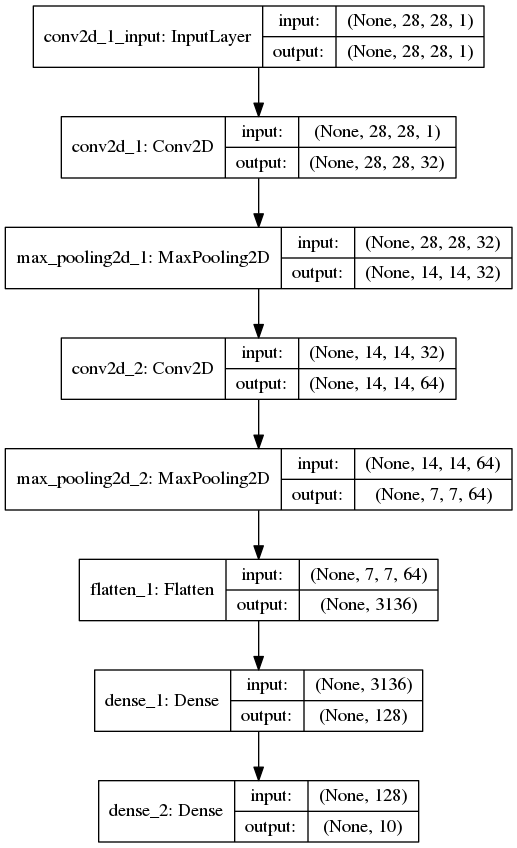 conv2d_1_input: InputLayer
input:
(None, 28, 28, 1)
output:
(None, 28, 28, 1)
conv2d_1: Conv2D
input:
(None, 28, 28, 1)
output:
(None, 28, 28, 32)
max_pooling2d_1: MaxPooling2D
input:
(None, 28, 28, 32)
output:
(None, 14, 14, 32)
conv2d_2: Conv2D
input:
(None, 14, 14, 32)
output:
(None, 14, 14, 64)
max_pooling2d_2: MaxPooling2D
input:
(None, 14, 14, 64)
output:
(None, 7, 7, 64)
flatten_1: Flatten
input:
(None, 7, 7, 64)
output:
(None, 3136)
dense_1: Dense
input:
(None, 3136)
output:
(None, 128)
dense_2: Dense
input:
(None, 128)
output:
(None, 10)